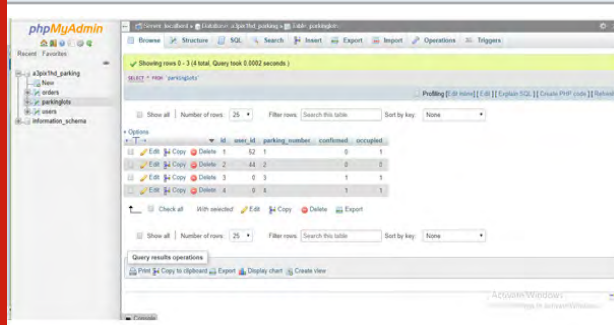 phpMyAdmin
Recent Favorites
a3pix1hd_parking
New
orders
parkinglots
users
information_schema
Server: localhost » Database: a3pix1hd_parking » Table: parkinglots
Browse Structure SQL Search Insert Export Import Operations Triggers
Showing rows 0 - 3 (4 total, Query took 0.0002 seconds.)
SELECT * FROM `parkinglots`
Profiling [Edit inline] [ Edit ] [ Explain SQL ] [ Create PHP code ] [ Refresh
Show all Number of rows: 25 Filter rows: Search this table Sort by key: None
+ Options
←T→ id user_id parking_number confirmed occupied
Edit Copy Delete 1 62 1 0 1
Edit Copy Delete 2 44 2 0 0
Edit Copy Delete 3 0 3 1 1
Edit Copy Delete 4 0 4 1 1
Check all With selected: Edit Copy Delete Export
Show all Number of rows: 25 Filter rows: Search this table Sort by key: None
Query results operations
Print Copy to clipboard Export Display chart Create view
Activate Windows
Console